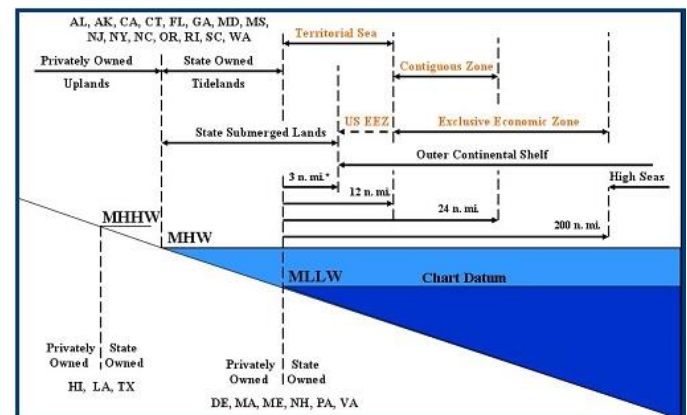 AL, AK, CA, CT, FL, GA, MD, MS,
NJ, NY, NC, OR, RI, SC, WA
Territorial Sea
Privately Owned
State Owned
Contiguous Zone
Uplands
Tidelands
US EEZ
Exclusive Economic Zone
State Submerged Lands
Outer Continental Shelf
3 n. mi.*
High Seas
12 n. mi.
24 n. mi.
200 n. mi.
MHHW
MHW
MLLW
Chart Datum
Privately
Owned
State
Owned
HI, LA, TX
Privately
Owned
State
Owned
DE, MA, ME, NH, PA, VA